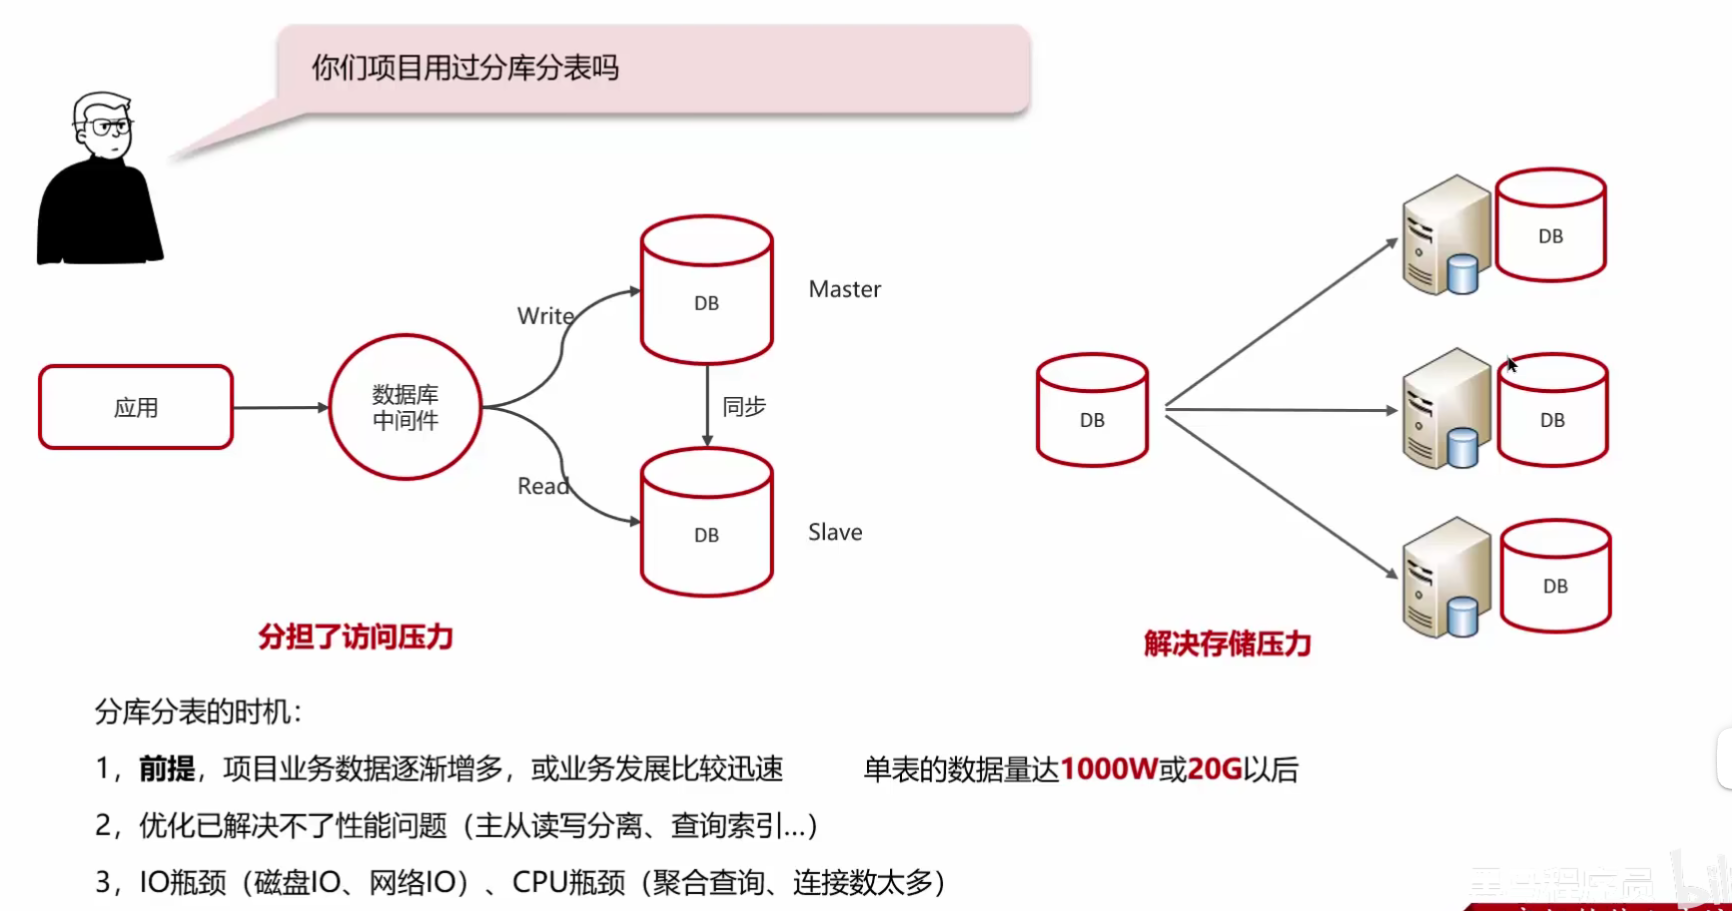 你们项目用过分库分表吗
DB
Master
Write
应用
数据库
中间件
同步
Read
DB
Slave
分担了访问压力
DB
DB
DB
DB
解决存储压力
分库分表的时机：
1，前提，项目业务数据逐渐增多，或业务发展比较迅速 单表的数据量达1000W或20G以后
2，优化已解决不了性能问题（主从读写分离、查询索引...）
3，IO瓶颈（磁盘IO、网络IO）、CPU瓶颈（聚合查询、连接数太多）